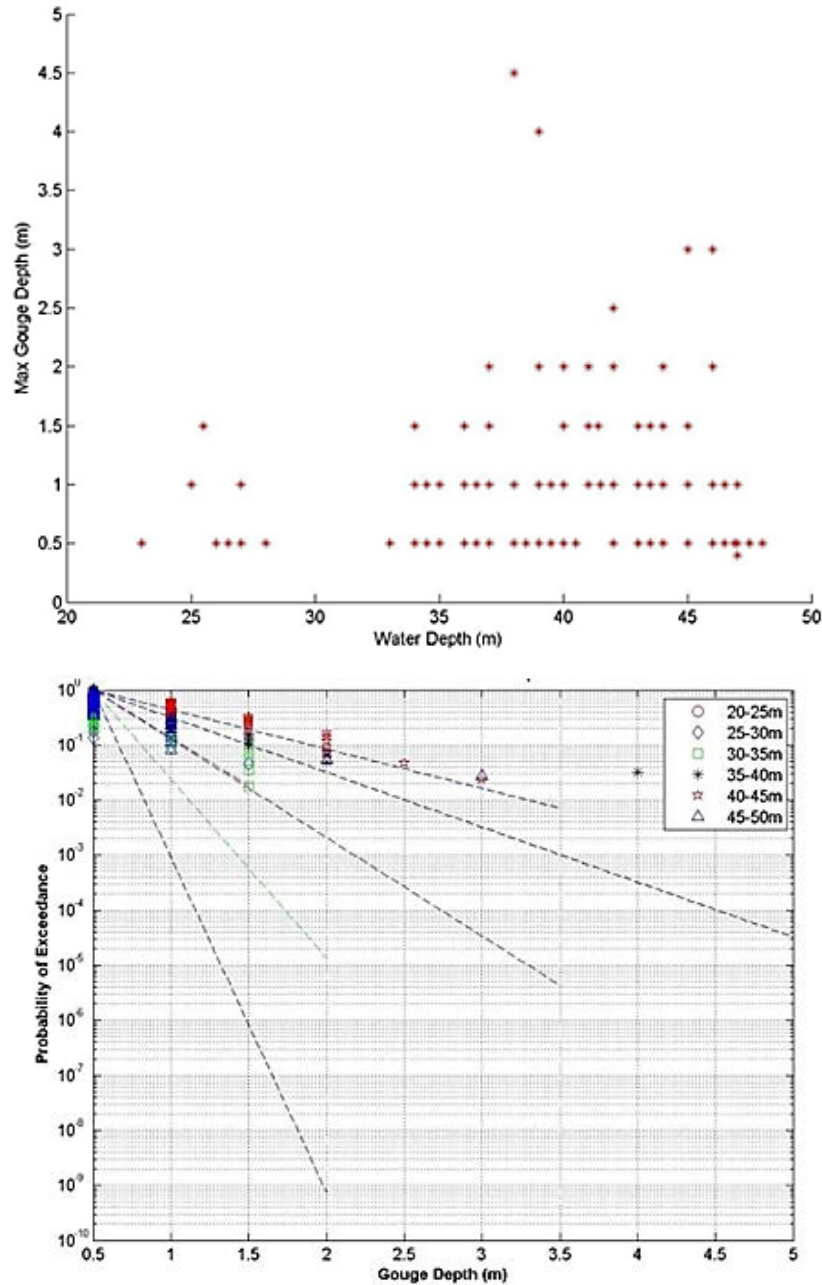 5
4.5
4
3.5
3
2.5
2
1.5
1
0.5
0
Max Gouge Depth (m)
20 25 30 35 40 45 50
Water Depth (m)
10⁰
10⁻¹
10⁻²
10⁻³
10⁻⁴
10⁻⁵
10⁻⁶
10⁻⁷
10⁻⁸
10⁻⁹
10⁻¹⁰
Probability of Exceedance
20-25m
25-30m
30-35m
35-40m
40-45m
45-50m
0.5 1 1.5 2 2.5 3 3.5 4 4.5 5
Gouge Depth (m)